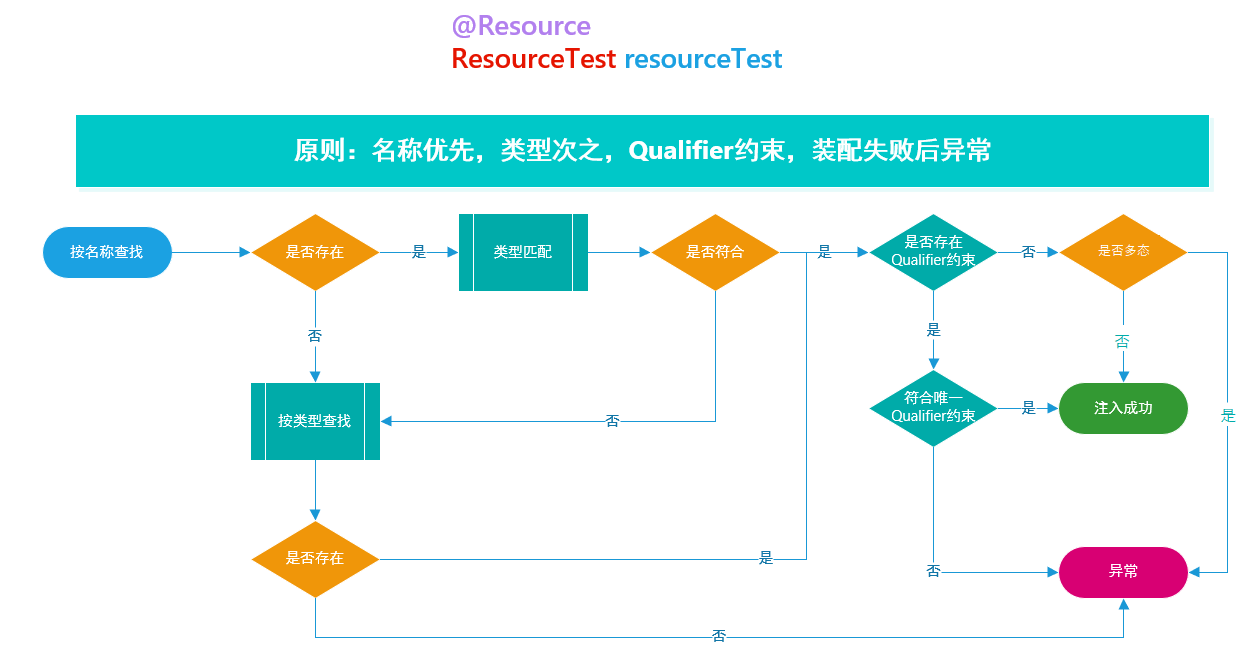 @Resource
ResourceTest resourceTest
原则：名称优先，类型次之，Qualifier约束，装配失败后异常
按名称查找
是否存在
是
类型匹配
是否符合
是
是否存在
Qualifier约束
否
是否多态
否
是
否
按类型查找
否
符合唯一
Qualifier约束
是
注入成功
是
是否存在
是
否
异常
否